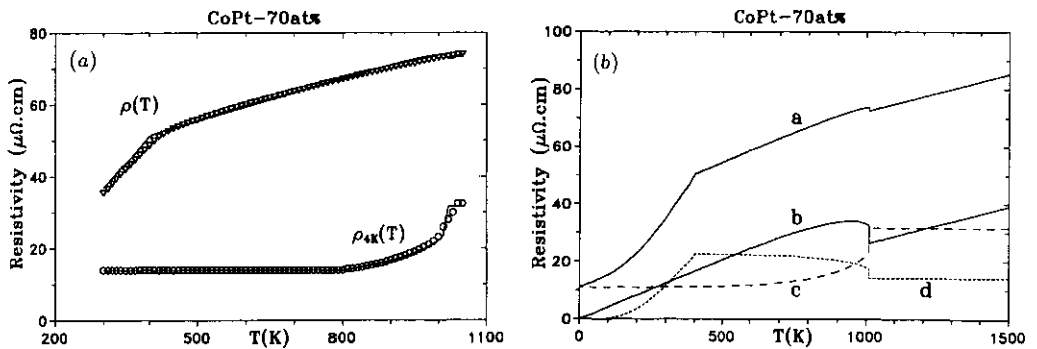 CoPt-70at%
(a)
ρ(T)
ρ4K(T)
Resistivity (μΩ.cm)
80
60
40
20
0
200
500
800
1100
T(K)
CoPt-70at%
(b)
a
b
c
d
Resistivity (μΩ.cm)
100
80
60
40
20
0
0
500
1000
1500
T(K)